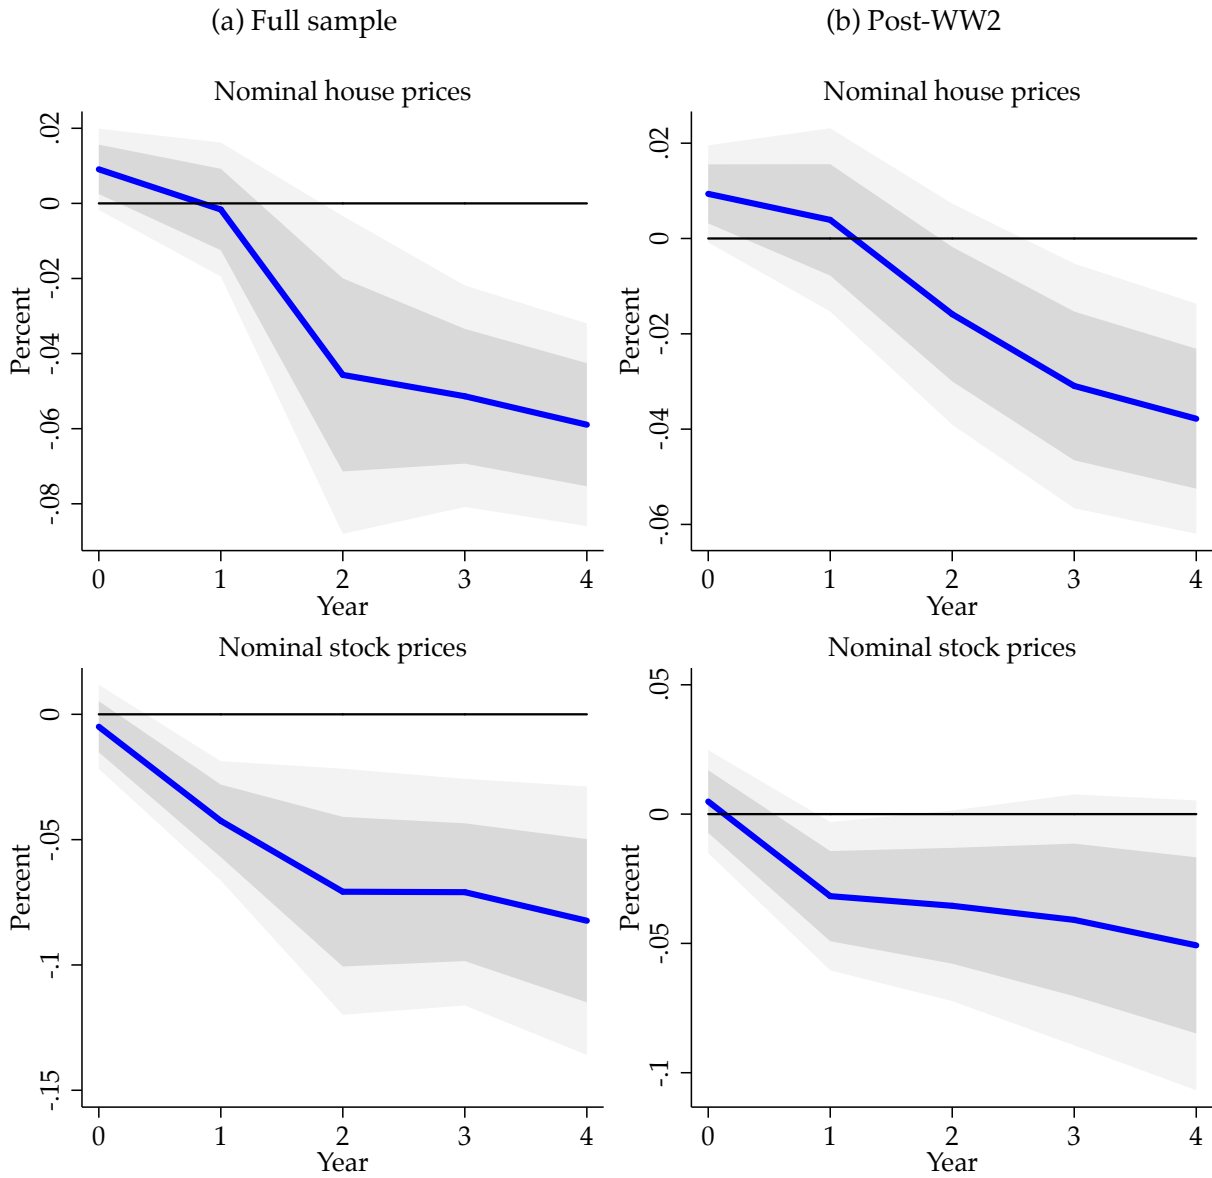 (a) Full sample
(b) Post-WW2
Nominal house prices
.02
0
-.02
-.04
-.06
-.08
Percent
0 1 2 3 4
Year
Nominal house prices
.02
0
-.02
-.04
-.06
Percent
0 1 2 3 4
Year
Nominal stock prices
0
-.05
-.1
-.15
Percent
0 1 2 3 4
Year
Nominal stock prices
.05
0
-.05
-.1
Percent
0 1 2 3 4
Year